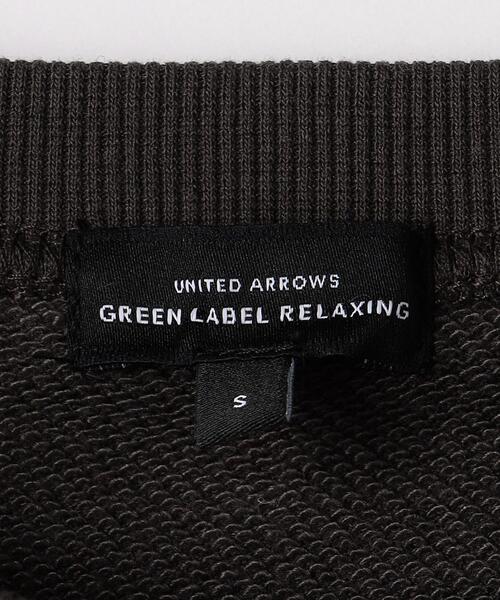 UNITED ARROWS
GREEN LABEL RELAXING
S